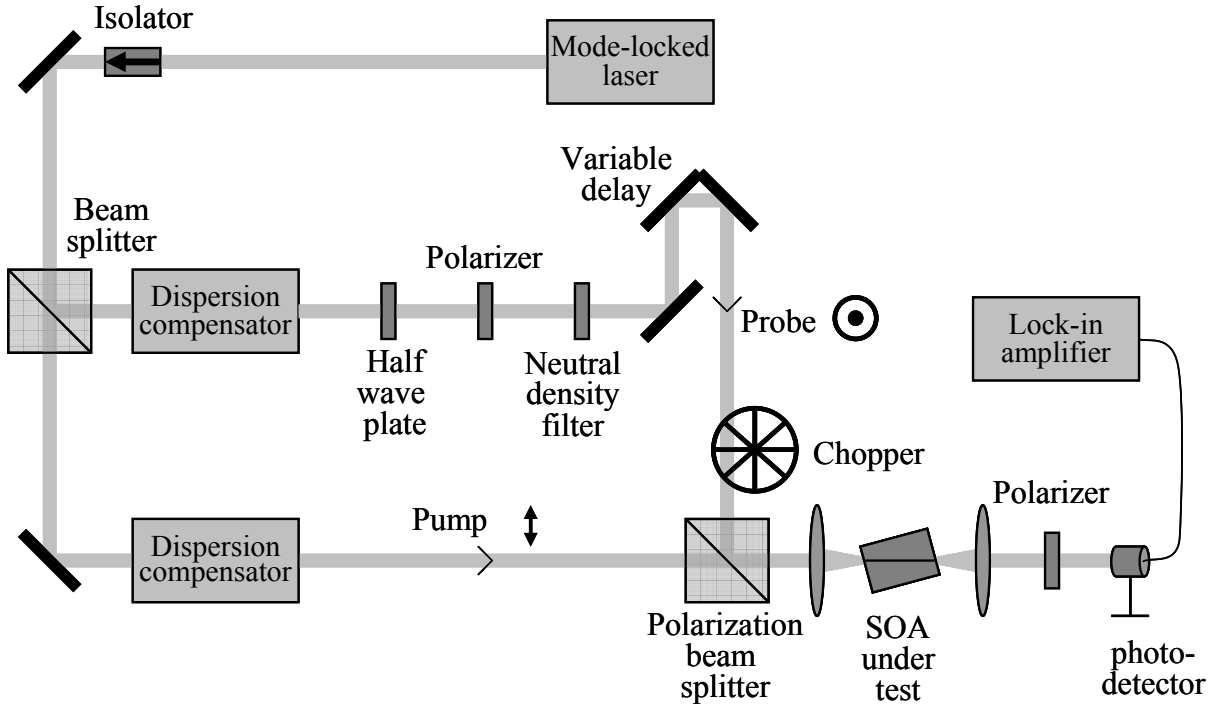 Isolator
Mode-locked
laser
Variable
delay
Beam
splitter
Polarizer
Dispersion
compensator
Probe
Lock-in
amplifier
Half
wave
plate
Neutral
density
filter
Chopper
Polarizer
Pump
Dispersion
compensator
Polarization
beam
splitter
SOA
under
test
photo-
detector